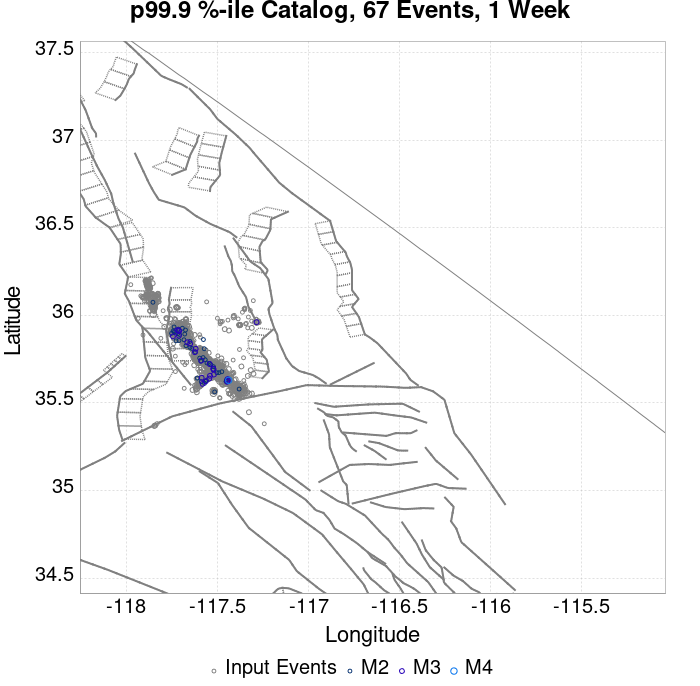 p99.9 %-ile Catalog, 67 Events, 1 Week
37.5
37
36.5
36
35.5
35
34.5
Latitude
-118 -117.5 -117 -116.5 -116 -115.5
Longitude
Input Events M2 M3 M4